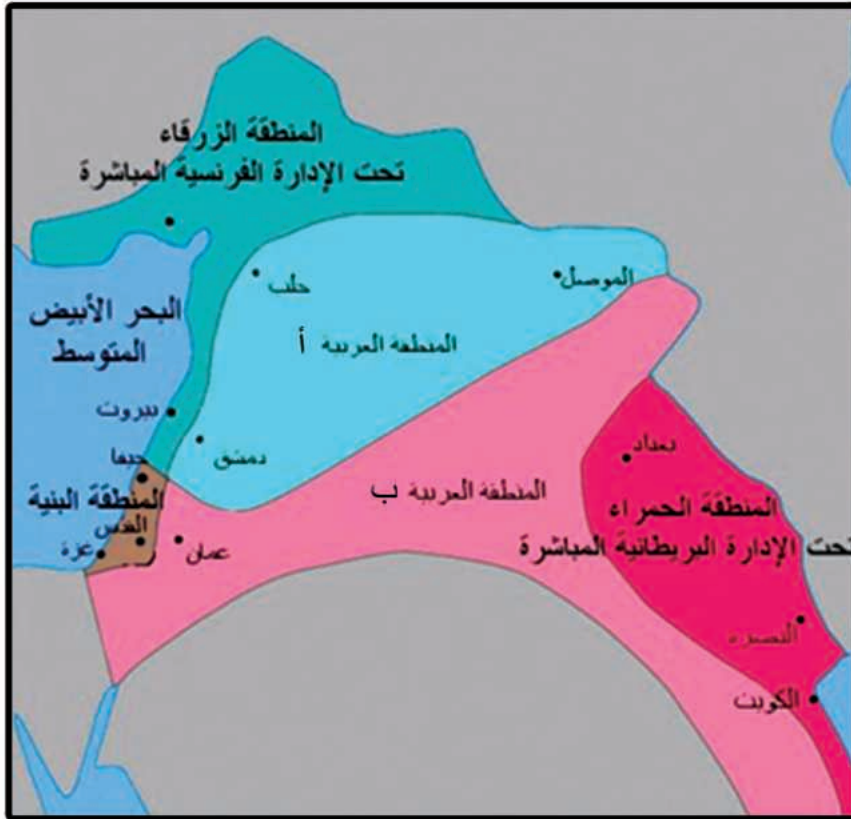 المنطقة الزرقاء
تحت الإدارة الفرنسية المباشرة
حلب
الموصل
البحر الأبيض
المتوسط
المنطقة العربية أ
بيروت
دمشق
حيفا
بغداد
المنطقة العربية ب
المنطقة البنية
المنطقة الحمراء
القدس
غزة
عمان
تحت الإدارة البريطانية المباشرة
البصرة
الكويت